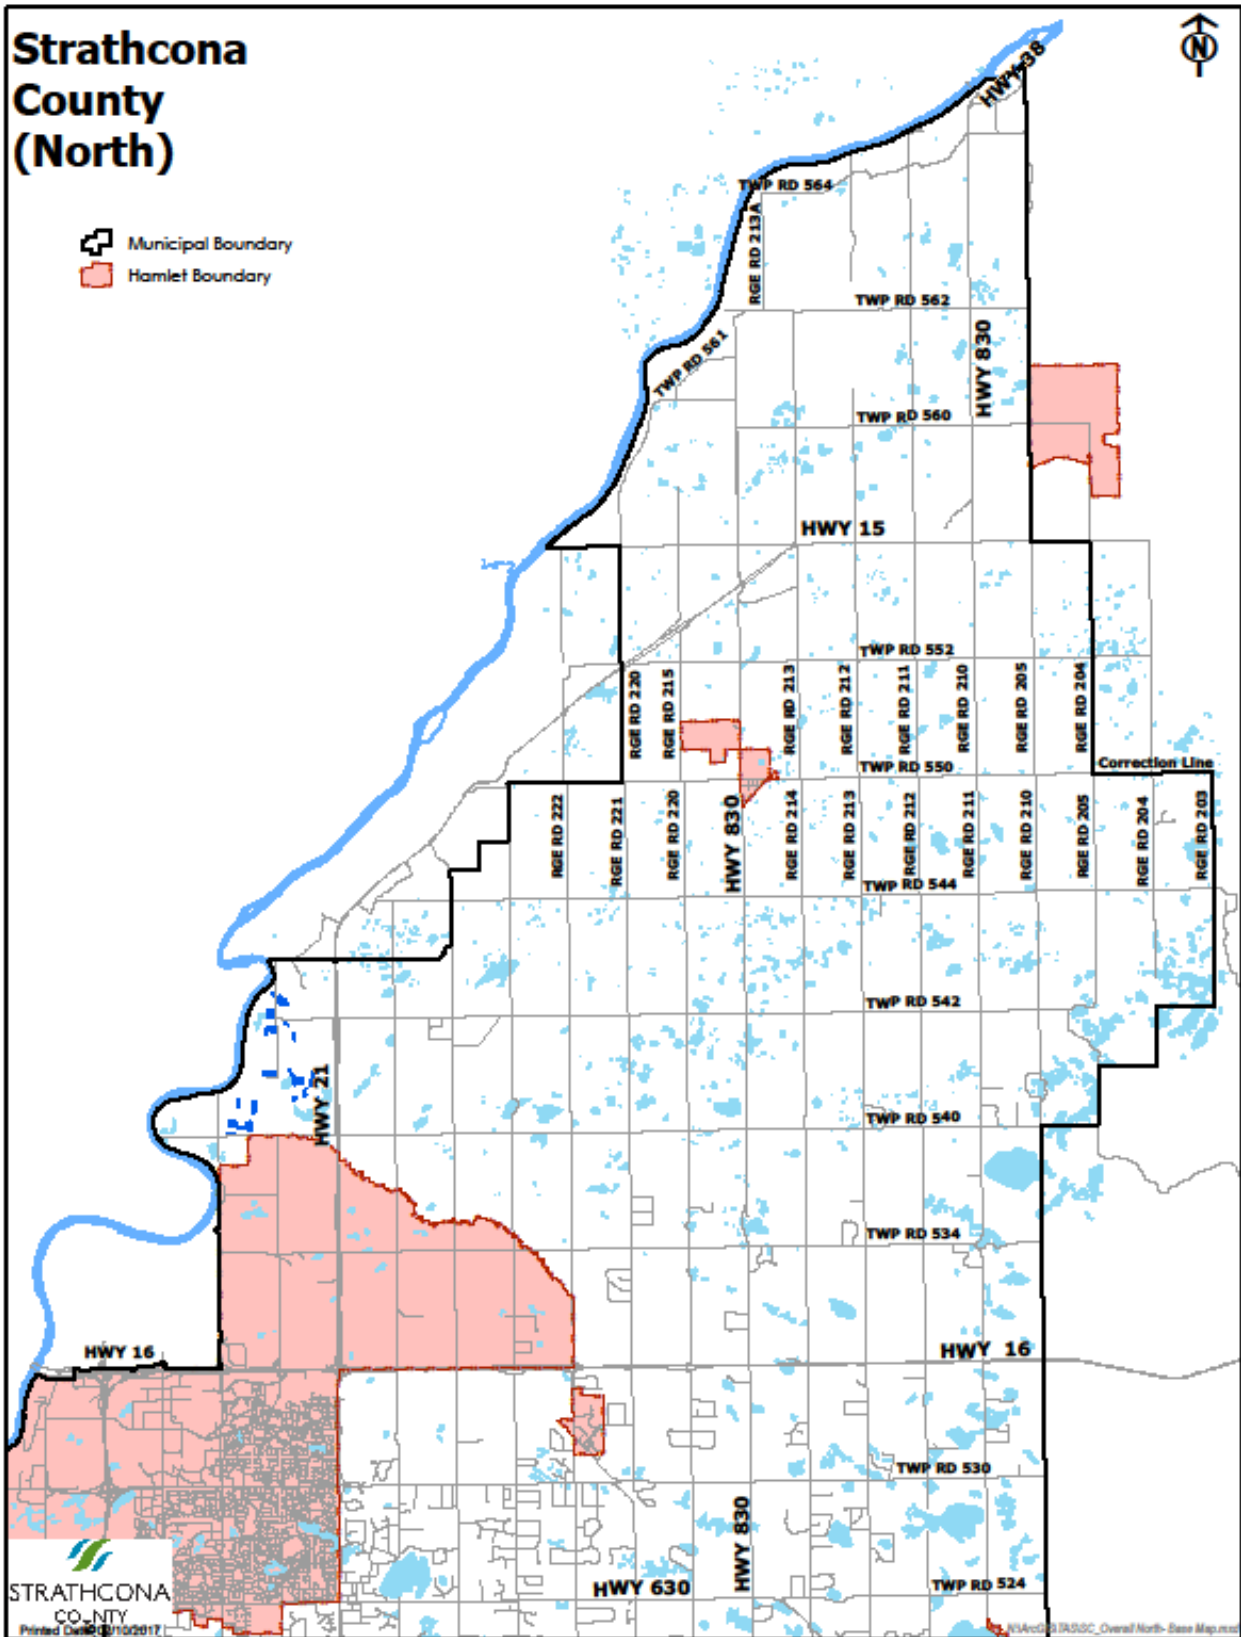 Strathcona
County
(North)
Municipal Boundary
Hamlet Boundary
N
HWY 38
TWP RD 564
RGE RD 213A
TWP RD 562
TWP RD 561
HWY 830
TWP RD 560
HWY 15
TWP RD 552
RGE RD 220
RGE RD 215
RGE RD 213
RGE RD 212
RGE RD 211
RGE RD 210
RGE RD 205
RGE RD 204
TWP RD 550
Correction Line
RGE RD 222
RGE RD 221
RGE RD 220
HWY 830
RGE RD 214
RGE RD 213
RGE RD 212
RGE RD 211
RGE RD 210
RGE RD 205
RGE RD 204
RGE RD 203
TWP RD 544
TWP RD 542
HWY 21
TWP RD 540
TWP RD 534
HWY 16
HWY 16
TWP RD 530
HWY 830
HWY 630
TWP RD 524
STRATHCONA
COUNTY
Printed